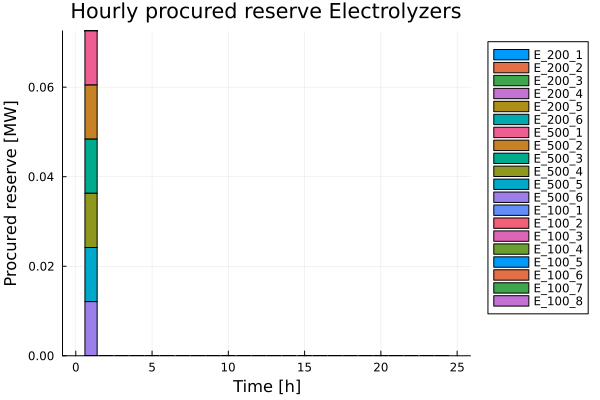 Hourly procured reserve Electrolyzers
Procured reserve [MW]
0.06
0.04
0.02
0.00
0
5
10
15
20
25
Time [h]
E_200_1
E_200_2
E_200_3
E_200_4
E_200_5
E_200_6
E_500_1
E_500_2
E_500_3
E_500_4
E_500_5
E_500_6
E_100_1
E_100_2
E_100_3
E_100_4
E_100_5
E_100_6
E_100_7
E_100_8